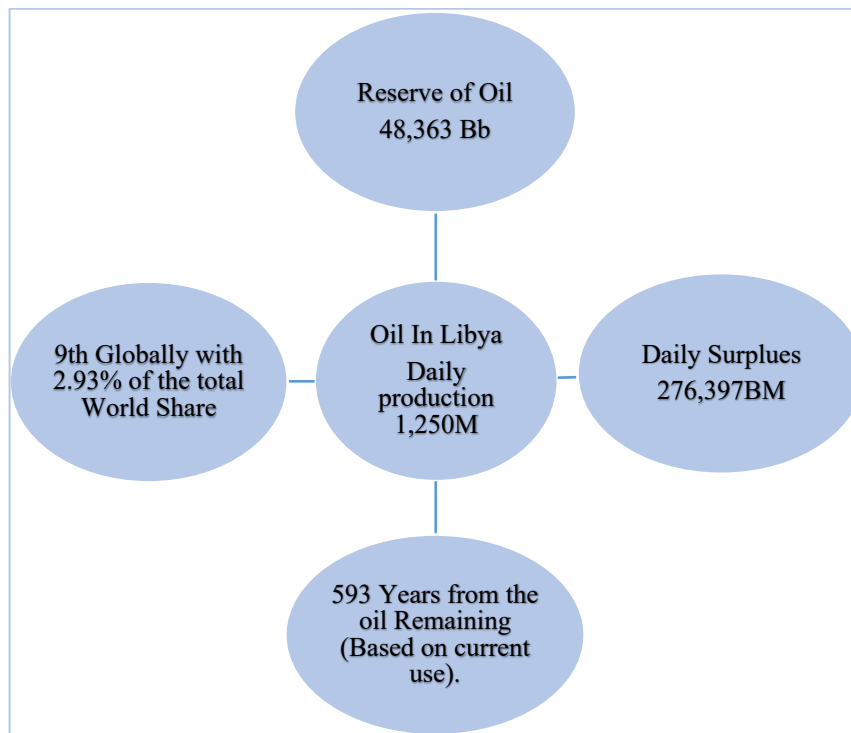 Reserve of Oil
48,363 Bb
9th Globally with
2.93% of the total
World Share
Oil In Libya
Daily
production
1,250M
Daily Surplues
276,397BM
593 Years from the
oil Remaining
(Based on current
use).